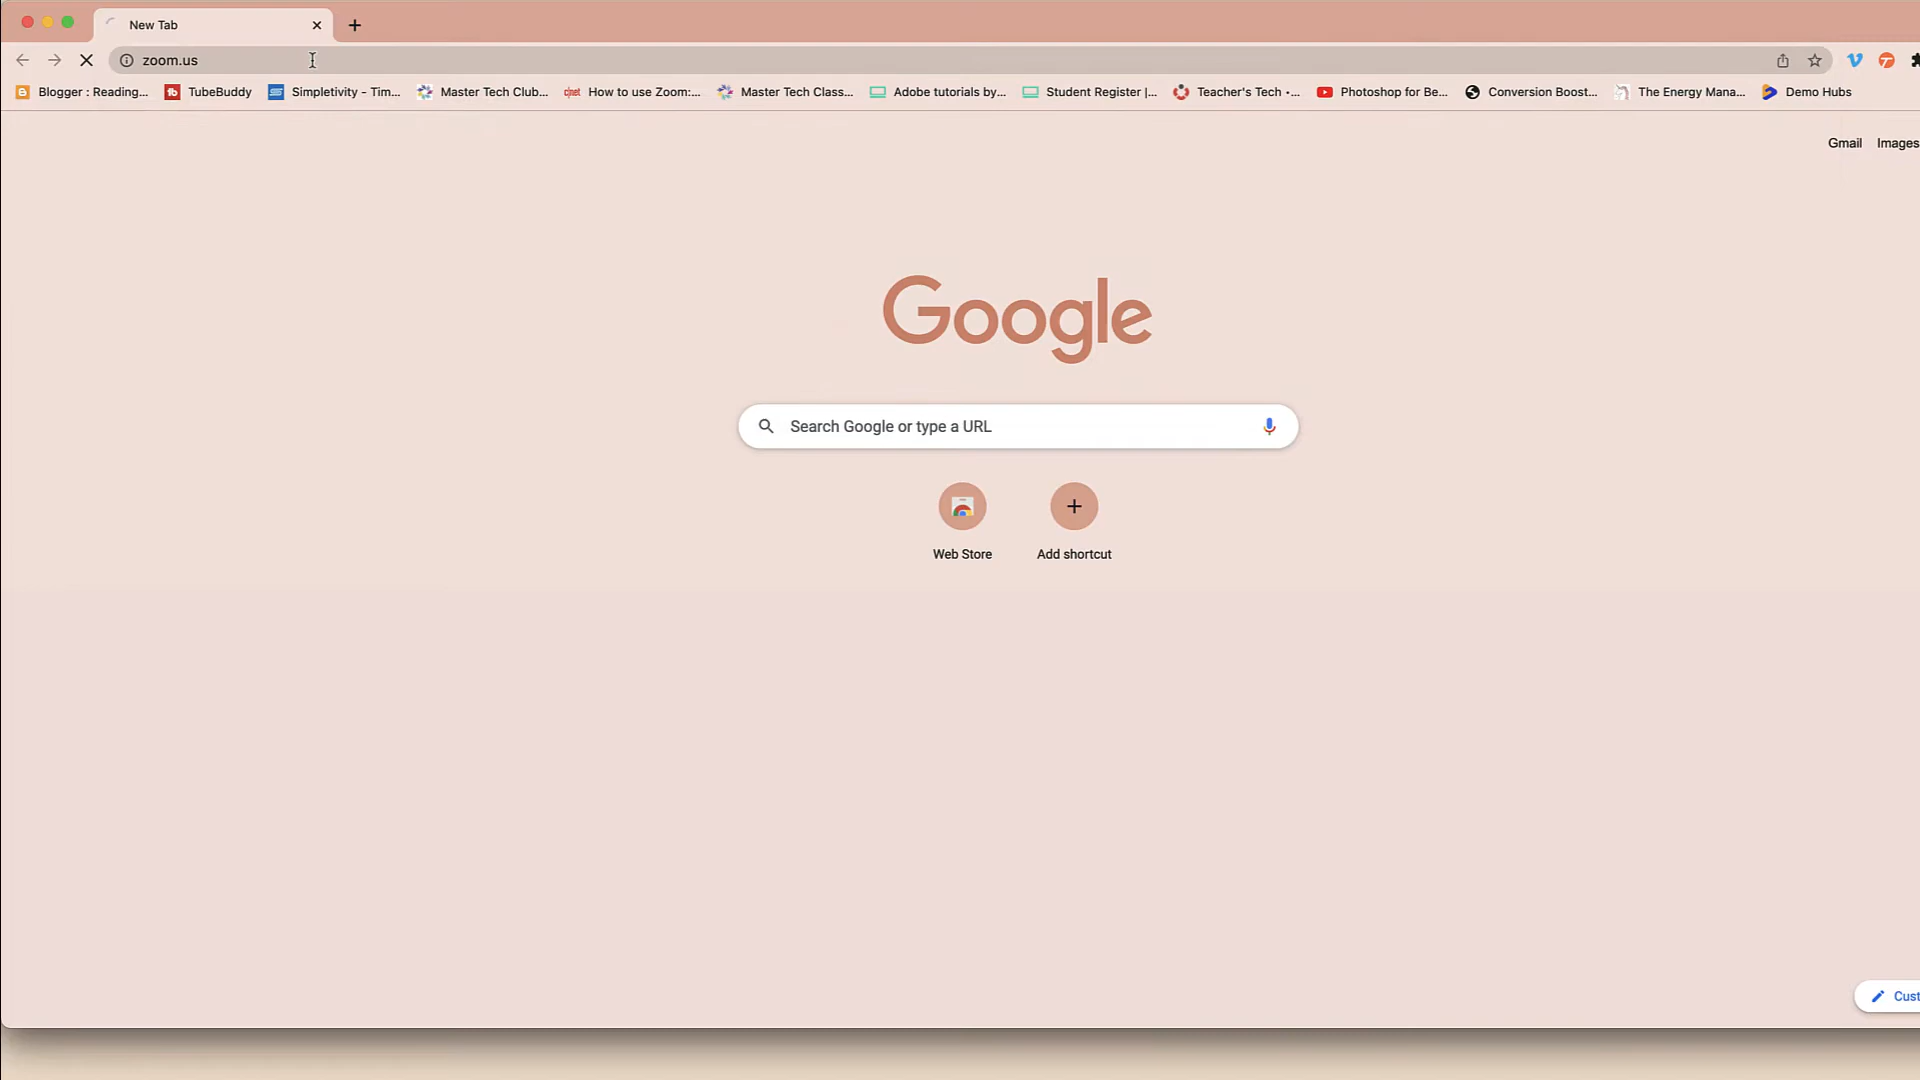 New Tab
zoom.us
Blogger : Reading... TubeBuddy Simpletivity - Tim... Master Tech Club... cnet How to use Zoom:... Master Tech Class... Adobe tutorials by... Student Register |... Teacher's Tech •... Photoshop for Be... Conversion Boost... The Energy Mana... Demo Hubs
Gmail Images
Google
Search Google or type a URL
Web Store Add shortcut
Cust